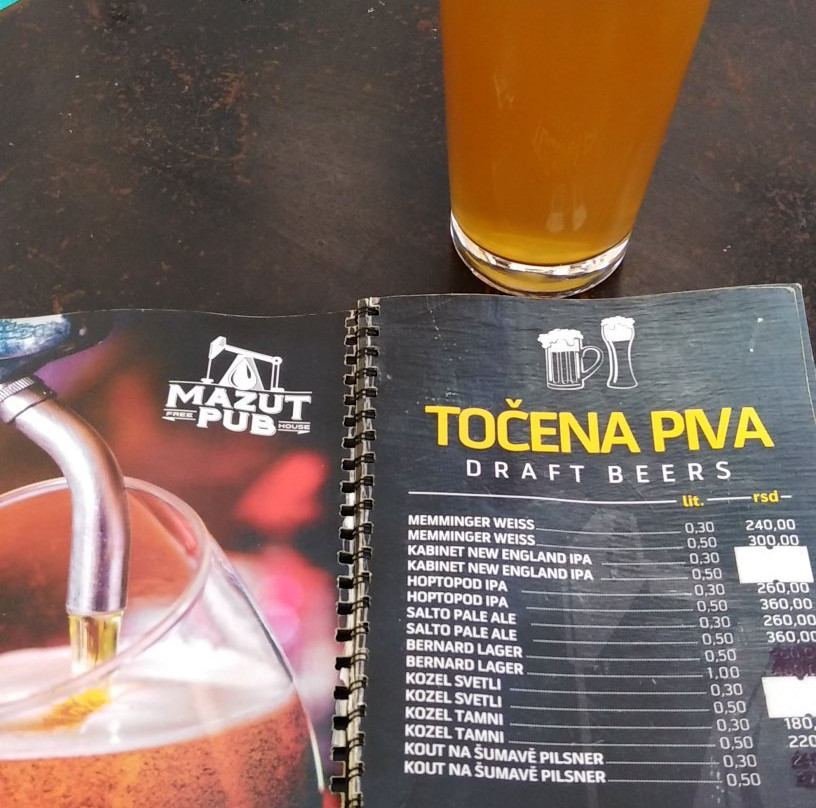 MAZUT
FREE PUB HOUSE
TOČENA PIVA
DRAFT BEERS
lit. rsd
MEMMINGER WEISS 0,30 240,00
MEMMINGER WEISS 0,50 300,00
KABINET NEW ENGLAND IPA 0,30
KABINET NEW ENGLAND IPA 0,50
HOPTOPOD IPA 0,30 260,00
HOPTOPOD IPA 0,50 360,00
SALTO PALE ALE 0,30 260,00
SALTO PALE ALE 0,50 360,00
BERNARD LAGER 0,50
BERNARD LAGER 1,00
KOZEL SVETLI 0,30
KOZEL SVETLI 0,50
KOZEL TAMNI 0,30 180,
KOZEL TAMNI 0,50 220
KOUT NA ŠUMAVĚ PILSNER 0,30
KOUT NA ŠUMAVĚ PILSNER 0,50